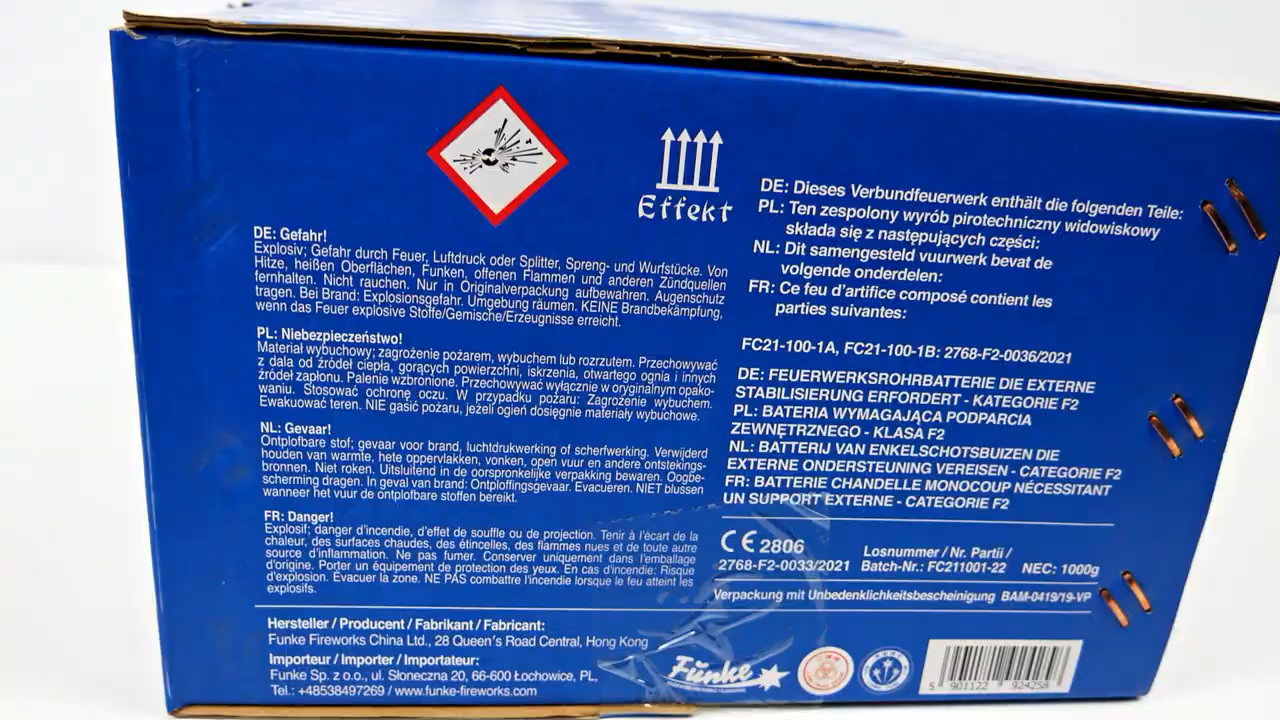 Effekt
DE: Gefahr!
Explosiv; Gefahr durch Feuer, Luftdruck oder Splitter, Spreng- und Wurfstücke. Von
Hitze, heißen Oberflächen, Funken, offenen Flammen und anderen Zündquellen
fernhalten. Nicht rauchen. Nur in Originalverpackung aufbewahren. Augenschutz
tragen. Bei Brand: Explosionsgefahr. Umgebung räumen. KEINE Brandbekämpfung,
wenn das Feuer explosive Stoffe/Gemische/Erzeugnisse erreicht.
PL: Niebezpieczeństwo!
Materiał wybuchowy; zagrożenie pożarem, wybuchem lub rozrzutem. Przechowywać
z dala od źródeł ciepła, gorących powierzchni, iskrzenia, otwartego ognia i innych
źródeł zapłonu. Palenie wzbronione. Przechowywać wyłącznie w oryginalnym opako-
waniu. Stosować ochronę oczu. W przypadku pożaru: Zagrożenie wybuchem.
Ewakuować teren. NIE gasić pożaru, jeżeli ogień dosięgnie materiały wybuchowe.
NL: Gevaar!
Ontplofbare stof; gevaar voor brand, luchtdrukwerking of scherfwerking. Verwijderd
houden van warmte, hete oppervlakken, vonken, open vuur en andere ontstekings-
bronnen. Niet roken. Uitsluitend in de oorspronkelijke verpakking bewaren. Oogbe-
scherming dragen. In geval van brand: Ontploffingsgevaar. Evacueren. NIET blussen
wanneer het vuur de ontplofbare stoffen bereikt.
FR: Danger!
Explosif; danger d'incendie, d'effet de souffle ou de projection. Tenir à l'écart de la
chaleur, des surfaces chaudes, des étincelles, des flammes nues et de toute autre
source d'inflammation. Ne pas fumer. Conserver uniquement dans l'emballage
d'origine. Porter un équipement de protection des yeux. En cas d'incendie: Risque
d'explosion. Évacuer la zone. NE PAS combattre l'incendie lorsque le feu atteint les
explosifs.
DE: Dieses Verbundfeuerwerk enthält die folgenden Teile:
PL: Ten zespolony wyrób pirotechniczny widowiskowy
składa się z następujących części:
NL: Dit samengesteld vuurwerk bevat de
volgende onderdelen:
FR: Ce feu d'artifice composé contient les
parties suivantes:
FC21-100-1A, FC21-100-1B: 2768-F2-0036/2021
DE: FEUERWERKSROHRBATTERIE DIE EXTERNE
STABILISIERUNG ERFORDERT - KATEGORIE F2
PL: BATERIA WYMAGAJĄCA PODPARCIA
ZEWNĘTRZNEGO - KLASA F2
NL: BATTERIJ VAN ENKELSCHOTSBUIZEN DIE
EXTERNE ONDERSTEUNING VEREISEN - CATEGORIE F2
FR: BATTERIE CHANDELLE MONOCOUP NÉCESSITANT
UN SUPPORT EXTERNE - CATEGORIE F2
CE 2806
2768-F2-0033/2021
Losnummer / Nr. Partii /
Batch-Nr.: FC211001-22 NEC: 1000g
Verpackung mit Unbedenklichkeitsbescheinigung BAM-0419/19-VP
Hersteller / Producent / Fabrikant / Fabricant:
Funke Fireworks China Ltd., 28 Queen's Road Central, Hong Kong
Importeur / Importer / Importateur:
Funke Sp. z o.o., ul. Słoneczna 20, 66-600 Łochowice, PL,
Tel.: +48538497269 / www.funke-fireworks.com
Funke
5 901122 924258